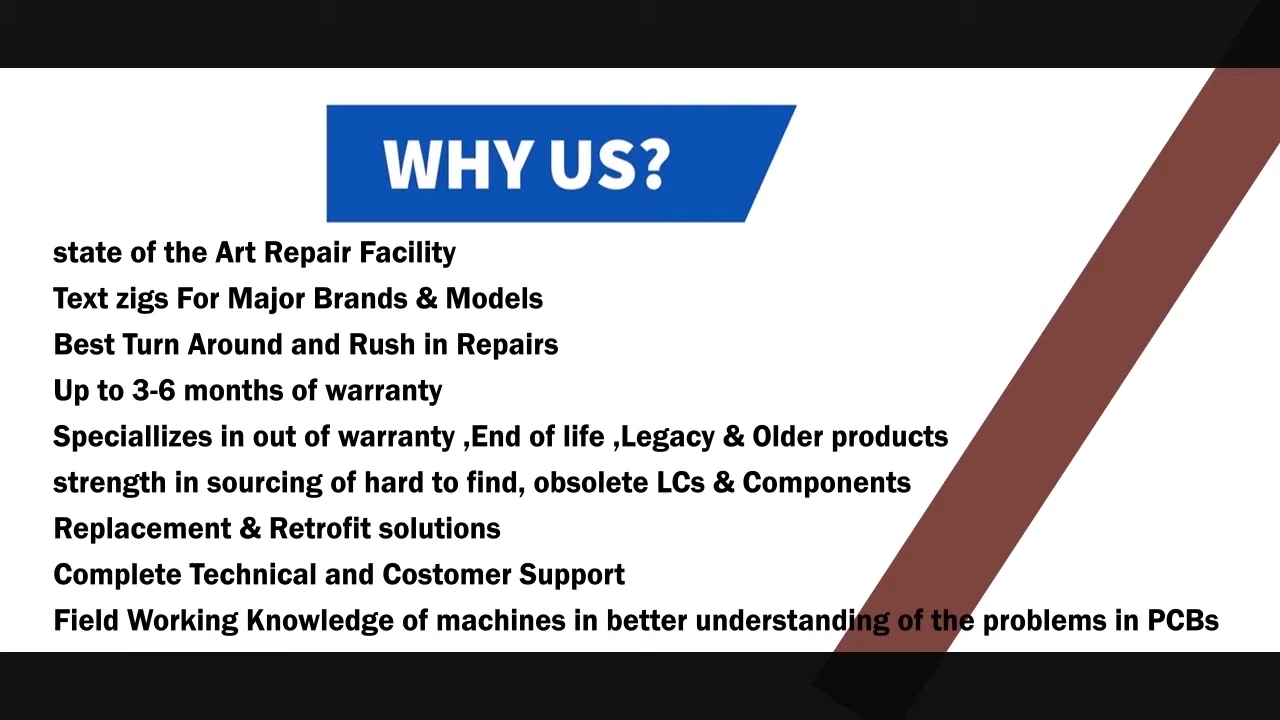 WHY US?
state of the Art Repair Facility
Text zigs For Major Brands & Models
Best Turn Around and Rush in Repairs
Up to 3-6 months of warranty
Speciallizes in out of warranty ,End of life ,Legacy & Older products
strength in sourcing of hard to find, obsolete LCs & Components
Replacement & Retrofit solutions
Complete Technical and Costomer Support
Field Working Knowledge of machines in better understanding of the problems in PCBs